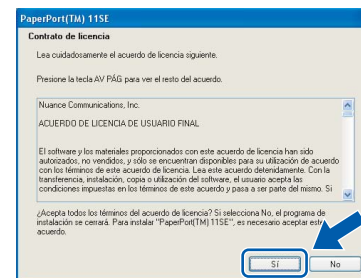 PaperPort(TM) 11SE
Contrato de licencia
Lea cuidadosamente el acuerdo de licencia siguiente.
Presione la tecla AV PÁG para ver el resto del acuerdo.
Nuance Communications, Inc.
ACUERDO DE LICENCIA DE USUARIO FINAL
El software y los materiales proporcionados con este acuerdo de licencia han sido
autorizados, no vendidos, y sólo se encuentran disponibles para su utilización de acuerdo
con los términos de este acuerdo de licencia. Lea este acuerdo detenidamente. Con la
transferencia, instalación, copia o utilización del software, el usuario acepta las
condiciones impuestas en los términos de este acuerdo y pasa a ser parte del mismo. Si
¿Acepta todos los términos del acuerdo de licencia? Si selecciona No, el programa de
instalación se cerrará. Para instalar "PaperPort(TM) 11SE", es necesario aceptar este
acuerdo.
Sí
No